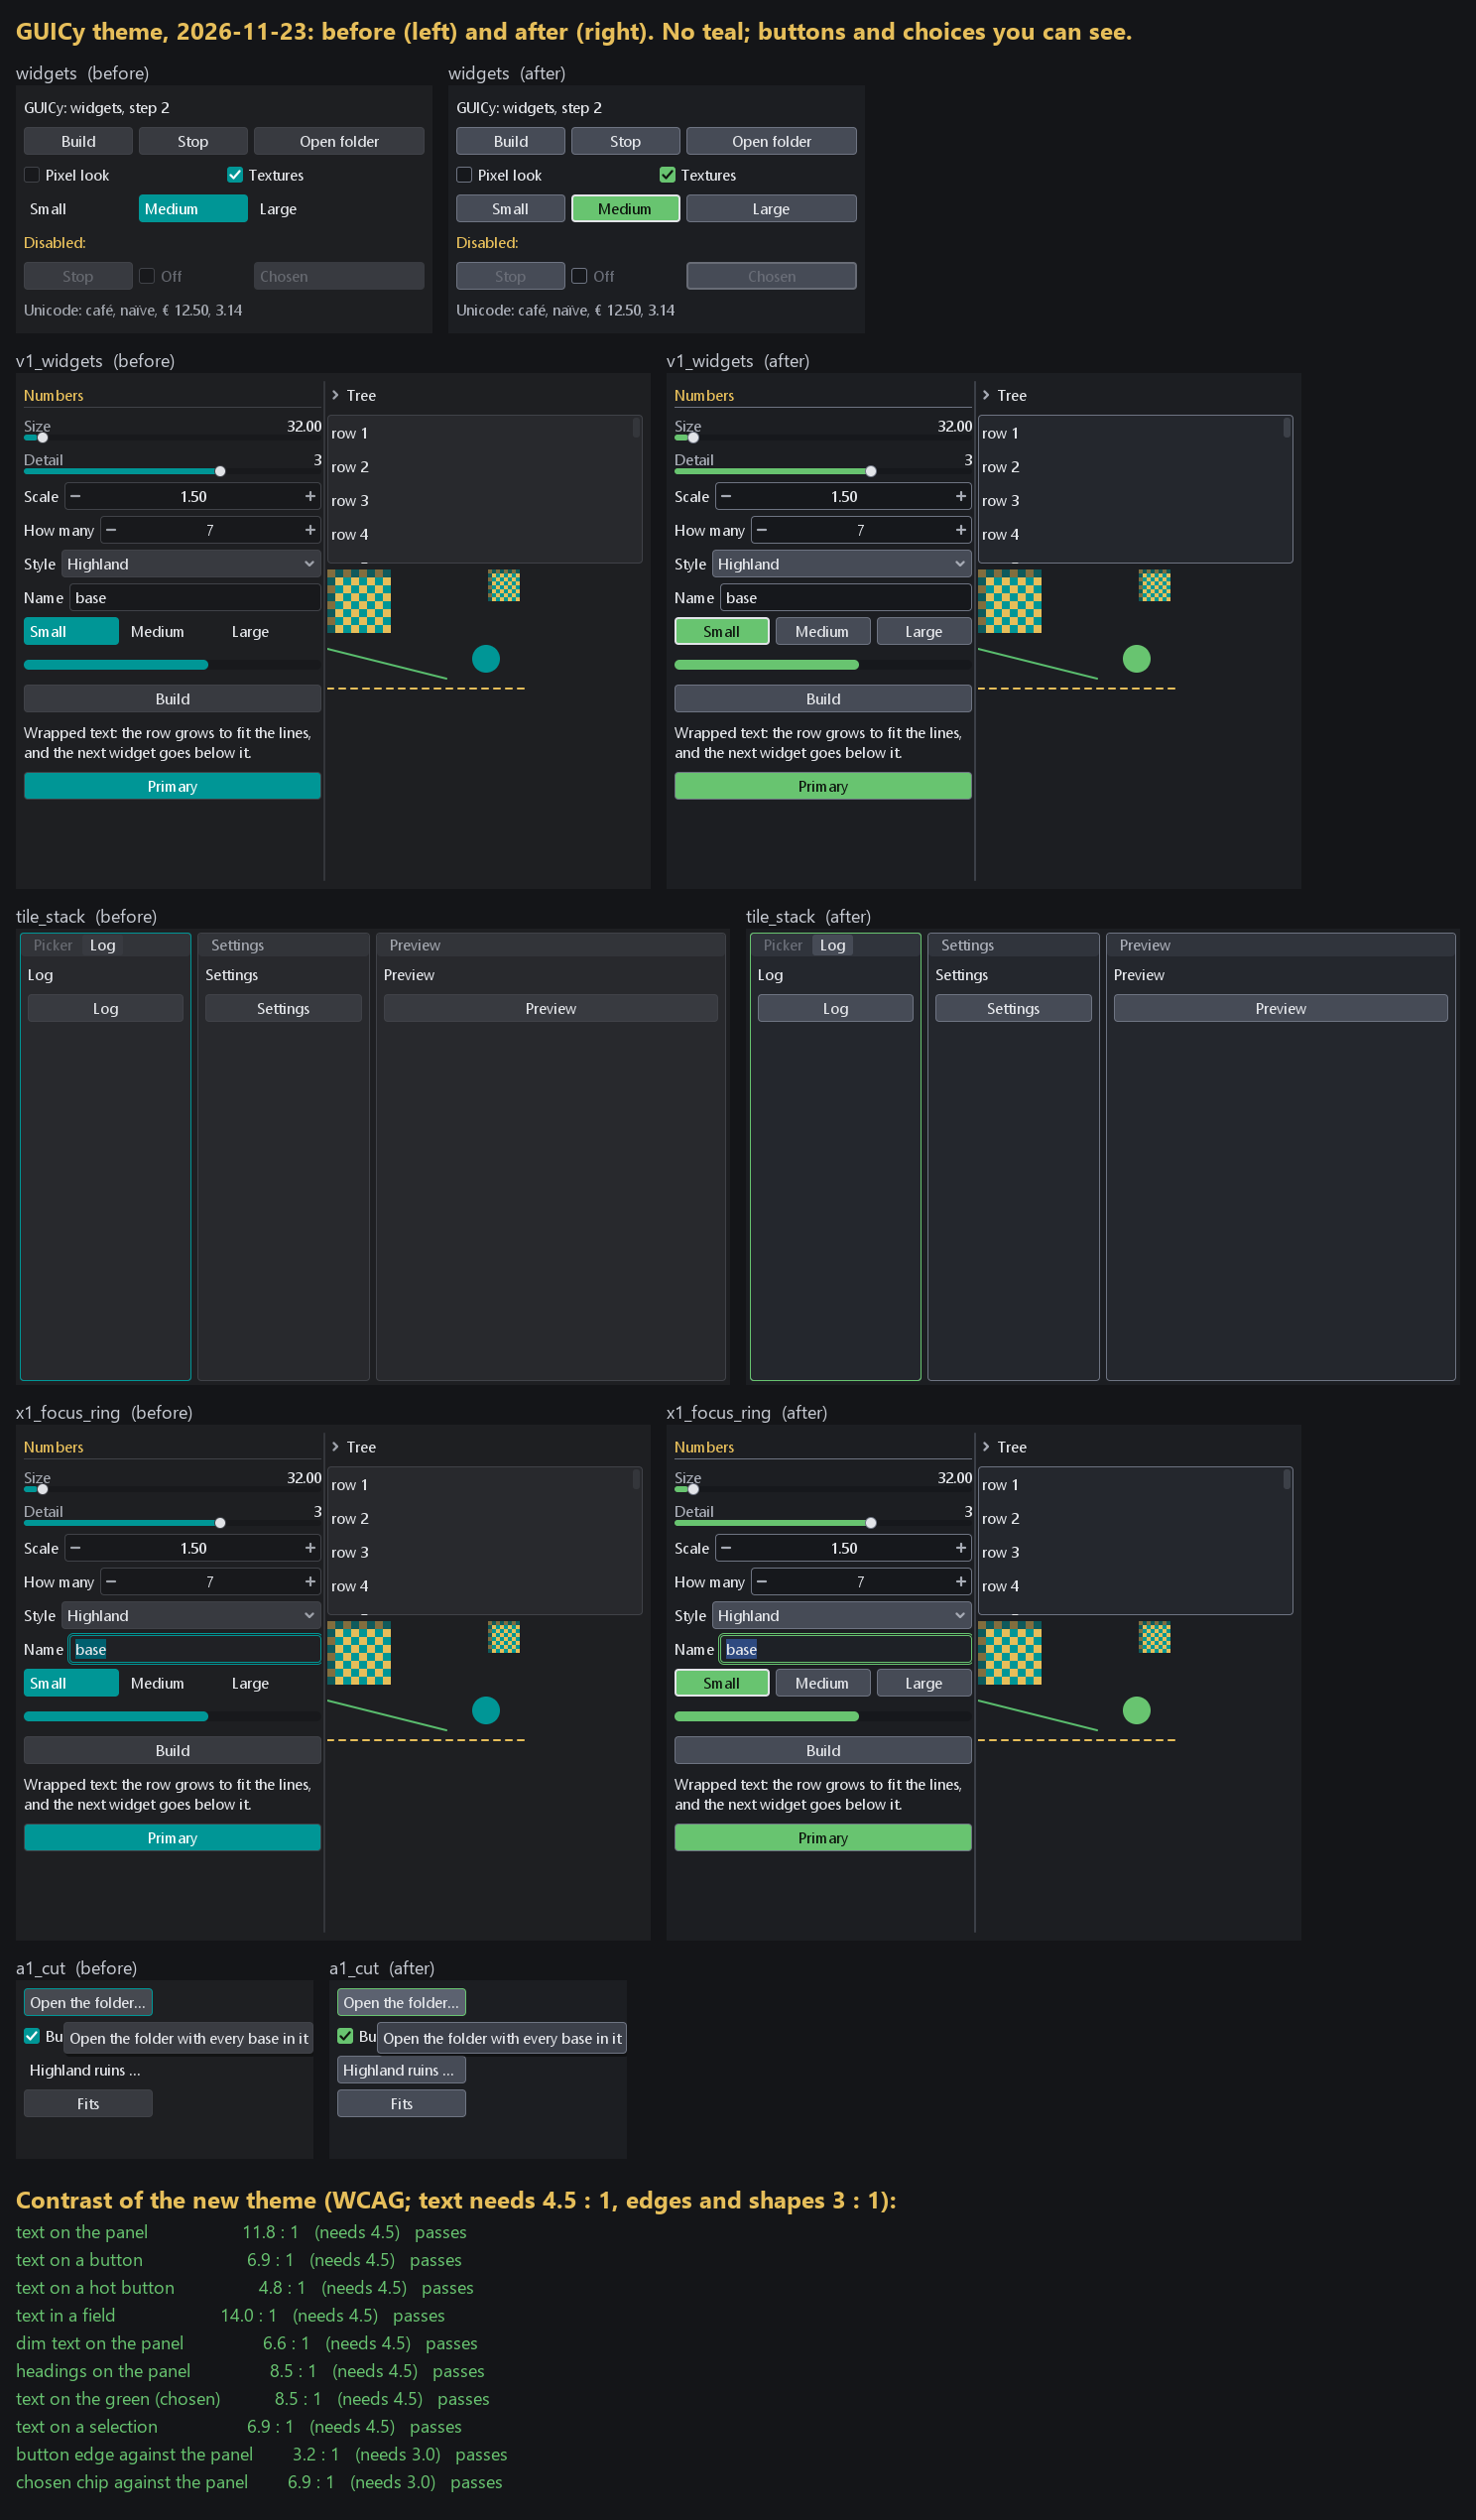 GUICy theme, 2026-11-23: before (left) and after (right). No teal; buttons and choices you can see.
widgets (before)
GUICy: widgets, step 2
Build Stop Open folder
Pixel look Textures
Small Medium Large
Disabled:
Stop Off Chosen
Unicode: café, naïve, € 12.50, 3.14
widgets (after)
GUICy: widgets, step 2
Build Stop Open folder
Pixel look Textures
Small Medium Large
Disabled:
Stop Off Chosen
Unicode: café, naïve, € 12.50, 3.14
v1_widgets (before)
Numbers
Size 32.00
Detail 3
Scale − 1.50 +
How many − 7 +
Style Highland
Name base
Small Medium Large
Build
Wrapped text: the row grows to fit the lines,
and the next widget goes below it.
Primary
Tree
row 1
row 2
row 3
row 4
v1_widgets (after)
Numbers
Size 32.00
Detail 3
Scale − 1.50 +
How many − 7 +
Style Highland
Name base
Small Medium Large
Build
Wrapped text: the row grows to fit the lines,
and the next widget goes below it.
Primary
Tree
row 1
row 2
row 3
row 4
tile_stack (before)
Picker Log Settings Preview
Log Settings Preview
Log Settings Preview
tile_stack (after)
Picker Log Settings Preview
Log Settings Preview
Log Settings Preview
x1_focus_ring (before)
Numbers
Size 32.00
Detail 3
Scale − 1.50 +
How many − 7 +
Style Highland
Name base
Small Medium Large
Build
Wrapped text: the row grows to fit the lines,
and the next widget goes below it.
Primary
Tree
row 1
row 2
row 3
row 4
x1_focus_ring (after)
Numbers
Size 32.00
Detail 3
Scale − 1.50 +
How many − 7 +
Style Highland
Name base
Small Medium Large
Build
Wrapped text: the row grows to fit the lines,
and the next widget goes below it.
Primary
Tree
row 1
row 2
row 3
row 4
a1_cut (before)
Open the folder...
Bu Open the folder with every base in it
Highland ruins ...
Fits
a1_cut (after)
Open the folder...
Bu Open the folder with every base in it
Highland ruins ...
Fits
Contrast of the new theme (WCAG; text needs 4.5 : 1, edges and shapes 3 : 1):
text on the panel 11.8 : 1 (needs 4.5) passes
text on a button 6.9 : 1 (needs 4.5) passes
text on a hot button 4.8 : 1 (needs 4.5) passes
text in a field 14.0 : 1 (needs 4.5) passes
dim text on the panel 6.6 : 1 (needs 4.5) passes
headings on the panel 8.5 : 1 (needs 4.5) passes
text on the green (chosen) 8.5 : 1 (needs 4.5) passes
text on a selection 6.9 : 1 (needs 4.5) passes
button edge against the panel 3.2 : 1 (needs 3.0) passes
chosen chip against the panel 6.9 : 1 (needs 3.0) passes